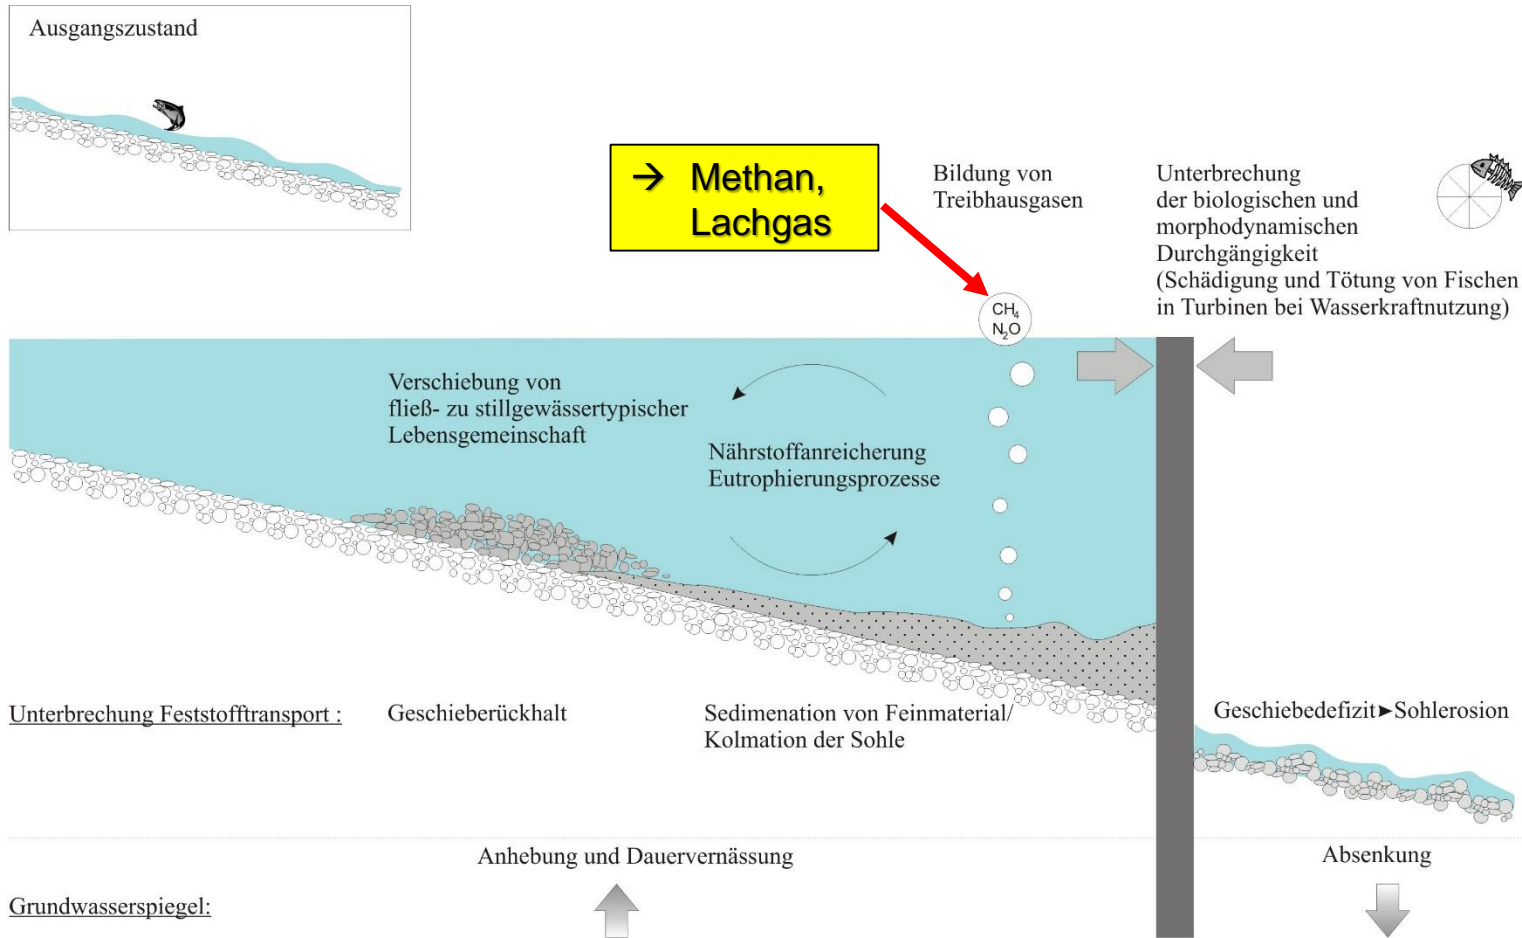 Ausgangszustand
→ Methan,
Lachgas
Bildung von
Treibhausgasen
Unterbrechung
der biologischen und
morphodynamischen
Durchgängigkeit
(Schädigung und Tötung von Fischen
in Turbinen bei Wasserkraftnutzung)
CH₄
N₂O
Verschiebung von
fließ- zu stillgewässertypischer
Lebensgemeinschaft
Nährstoffanreicherung
Eutrophierungsprozesse
Unterbrechung Feststofftransport :
Geschieberückhalt
Sedimenation von Feinmaterial/
Kolmation der Sohle
Geschiebedefizit➤Sohlerosion
Anhebung und Dauervernässung
Absenkung
Grundwasserspiegel: